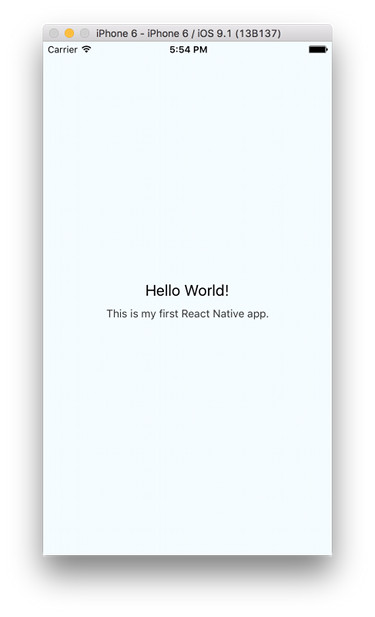 iPhone 6 - iPhone 6 / iOS 9.1 (13B137)
Carrier 5:54 PM
Hello World!
This is my first React Native app.